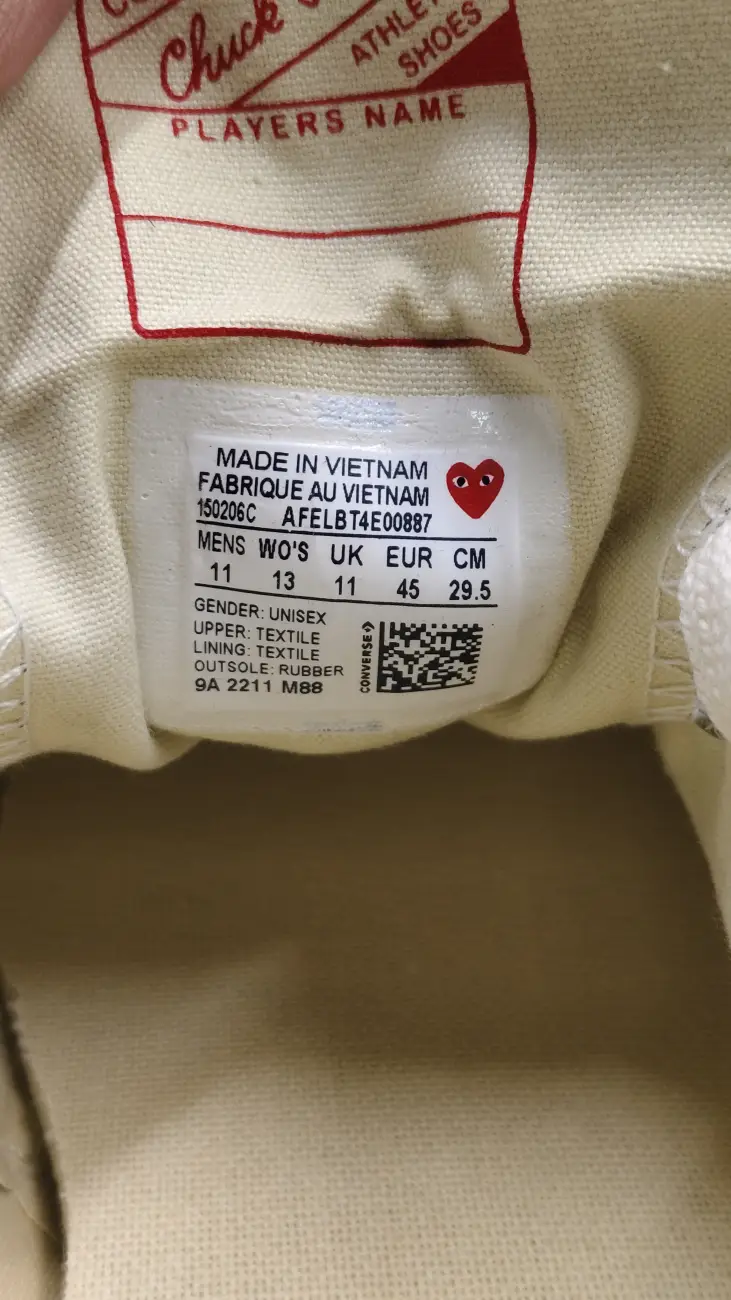 Chuck
ATHLE
SHOES
PLAYERS NAME
MADE IN VIETNAM
FABRIQUE AU VIETNAM
150206C AFELBT4E00887
MENS WO'S UK EUR CM
11 13 11 45 29.5
GENDER: UNISEX
UPPER: TEXTILE
LINING: TEXTILE
OUTSOLE: RUBBER
9A 2211 M88
CONVERSE